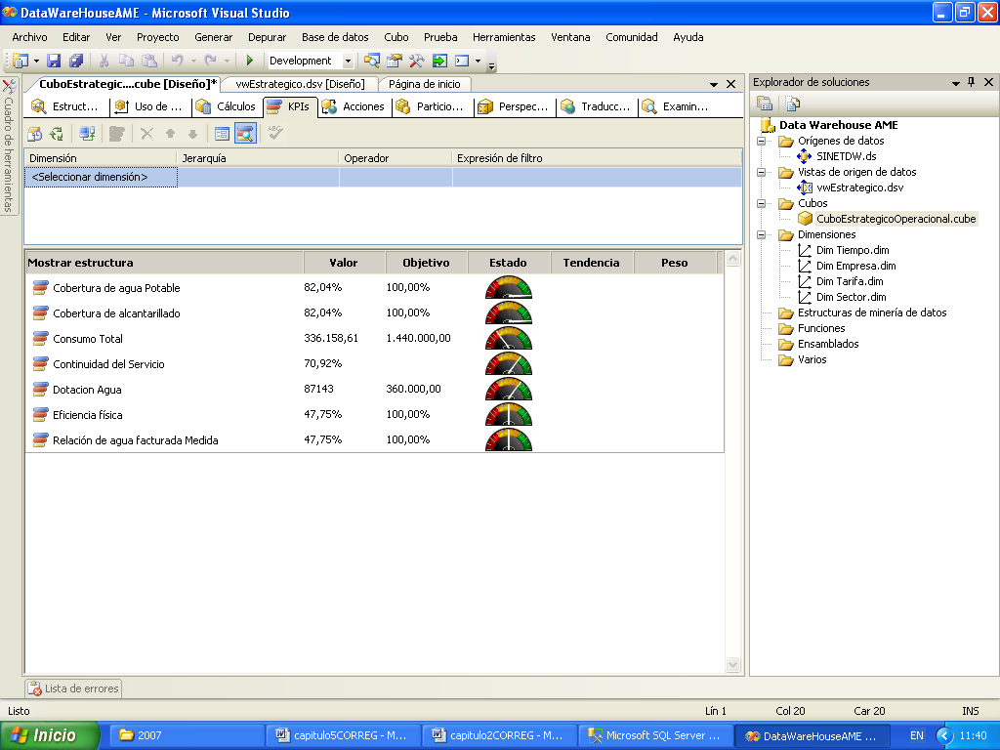 DataWareHouseAME - Microsoft Visual Studio
Archivo Editar Ver Proyecto Generar Depurar Base de datos Cubo Prueba Herramientas Ventana Comunidad Ayuda
Development
CuboEstrategic....cube [Diseño]* vwEstrategico.dsv [Diseño] Página de inicio
Estruct... Uso de ... Cálculos KPIs Acciones Particio... Perspec... Traducc... Examin...
Cuadro de herramientas
ABC
Dimensión Jerarquía Operador Expresión de filtro
<Seleccionar dimensión>
Mostrar estructura Valor Objetivo Estado Tendencia Peso
Cobertura de agua Potable 82,04% 100,00%
Cobertura de alcantarillado 82,04% 100,00%
Consumo Total 336.158,61 1.440.000,00
Continuidad del Servicio 70,92%
Dotacion Agua 87143 360.000,00
Eficiencia física 47,75% 100,00%
Relación de agua facturada Medida 47,75% 100,00%
Explorador de soluciones
Data Warehouse AME
Orígenes de datos
SINETDW.ds
Vistas de origen de datos
vwEstrategico.dsv
Cubos
CuboEstrategicoOperacional.cube
Dimensiones
Dim Tiempo.dim
Dim Empresa.dim
Dim Tarifa.dim
Dim Sector.dim
Estructuras de minería de datos
Funciones
Ensamblados
Varios
Lista de errores
Listo Lín 1 Col 20 Car 20 INS
Inicio 2007 capitulo5CORREG - M... capitulo2CORREG - M... Microsoft SQL Server ... DataWareHouseAME ... EN 11:40